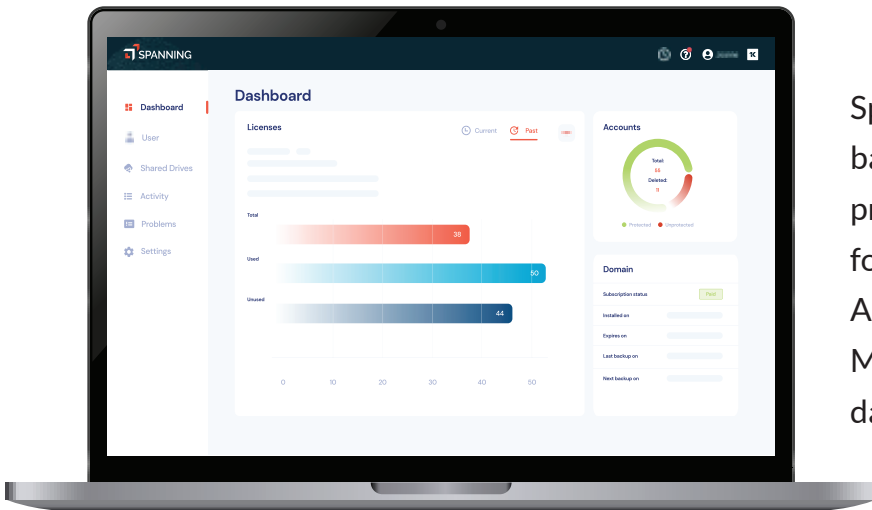 SPANNING
Dashboard
User
Shared Drives
Activity
Problems
Settings
Dashboard
Licenses
Current
Past
Total
38
Used
50
Unused
44
0 10 20 30 40 50
Accounts
Total:
Deleted:
11
Protected Unprotected
Domain
Subscription status
Paid
Installed on
Expires on
Last backup on
Next backup on
Sp
ba
pr
fo
A
M
da